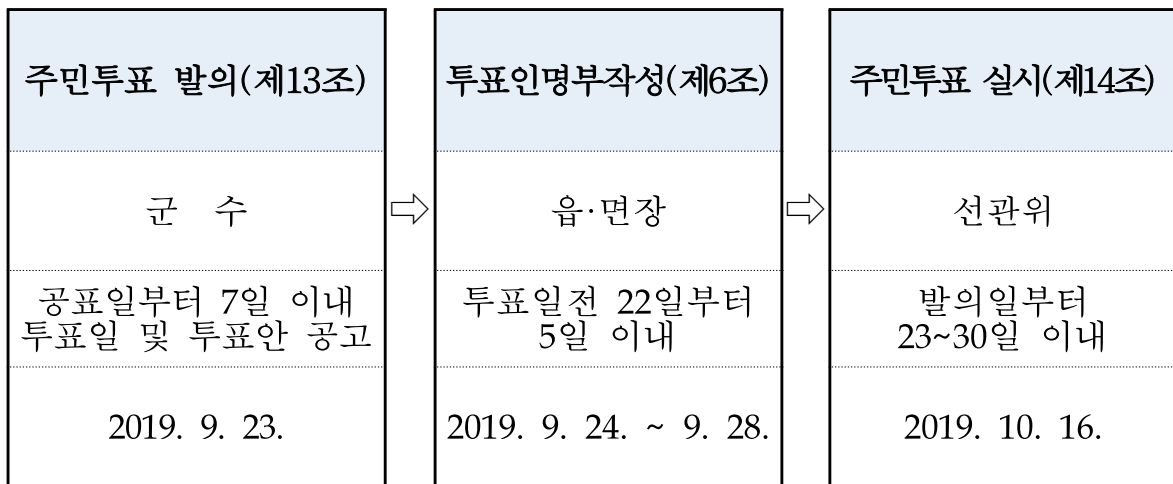 주민투표 발의(제13조)
군 수
공표일부터 7일 이내
투표일 및 투표안 공고
2019. 9. 23.
⇨
투표인명부작성(제6조)
읍·면장
투표일전 22일부터
5일 이내
2019. 9. 24. ~ 9. 28.
⇨
주민투표 실시(제14조)
선관위
발의일부터
23~30일 이내
2019. 10. 16.